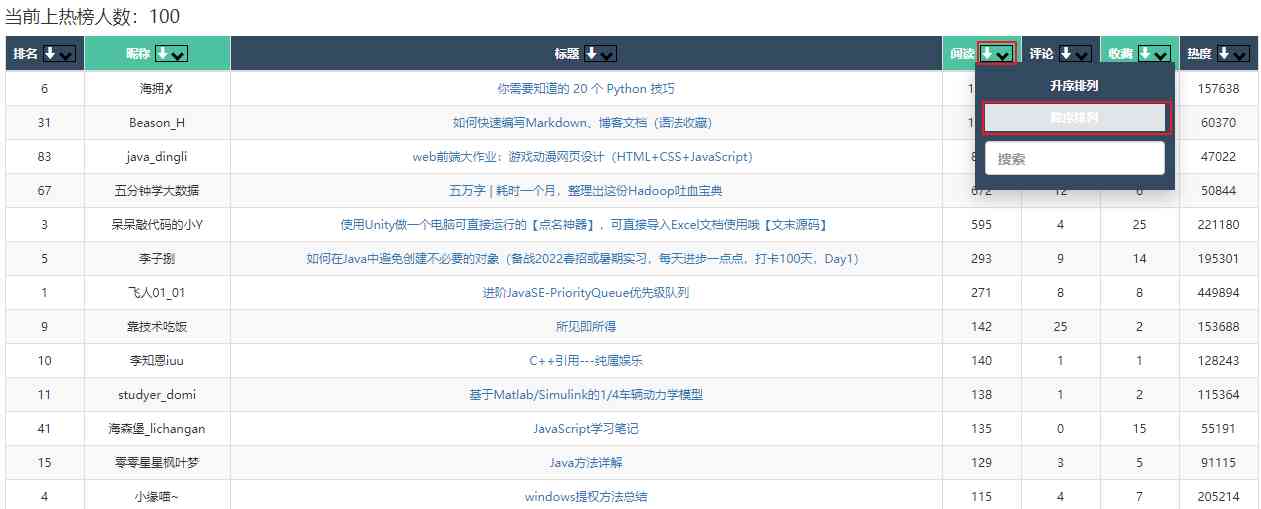 当前上热榜人数：100
排名 昵称 标题 阅读 评论 收藏 热度
升序排列
降序排列
搜索
6 海拥✘ 你需要知道的 20 个 Python 技巧 157638
31 Beason_H 如何快速编写Markdown、博客文档（语法收藏） 60370
83 java_dingli web前端大作业：游戏动漫网页设计（HTML+CSS+JavaScript） 47022
67 五分钟学大数据 五万字 | 耗时一个月，整理出这份Hadoop吐血宝典 672 12 6 50844
3 呆呆敲代码的小Y 使用Unity做一个电脑可直接运行的【点名神器】，可直接导入Excel文档使用哦【文末源码】 595 4 25 221180
5 李子捌 如何在Java中避免创建不必要的对象（备战2022春招或暑期实习，每天进步一点点，打卡100天，Day1） 293 9 14 195301
1 飞人01_01 进阶JavaSE-PriorityQueue优先级队列 271 8 8 449894
9 靠技术吃饭 所见即所得 142 25 2 153688
10 李知恩iuu C++引用---纯属娱乐 140 1 1 128243
11 studyer_domi 基于Matlab/Simulink的1/4车辆动力学模型 138 1 2 115364
41 海森堡_lichangan JavaScript学习笔记 135 0 15 55191
15 零零星星枫叶梦 Java方法详解 129 3 5 91115
4 小缘喵~ windows提权方法总结 115 4 7 205214